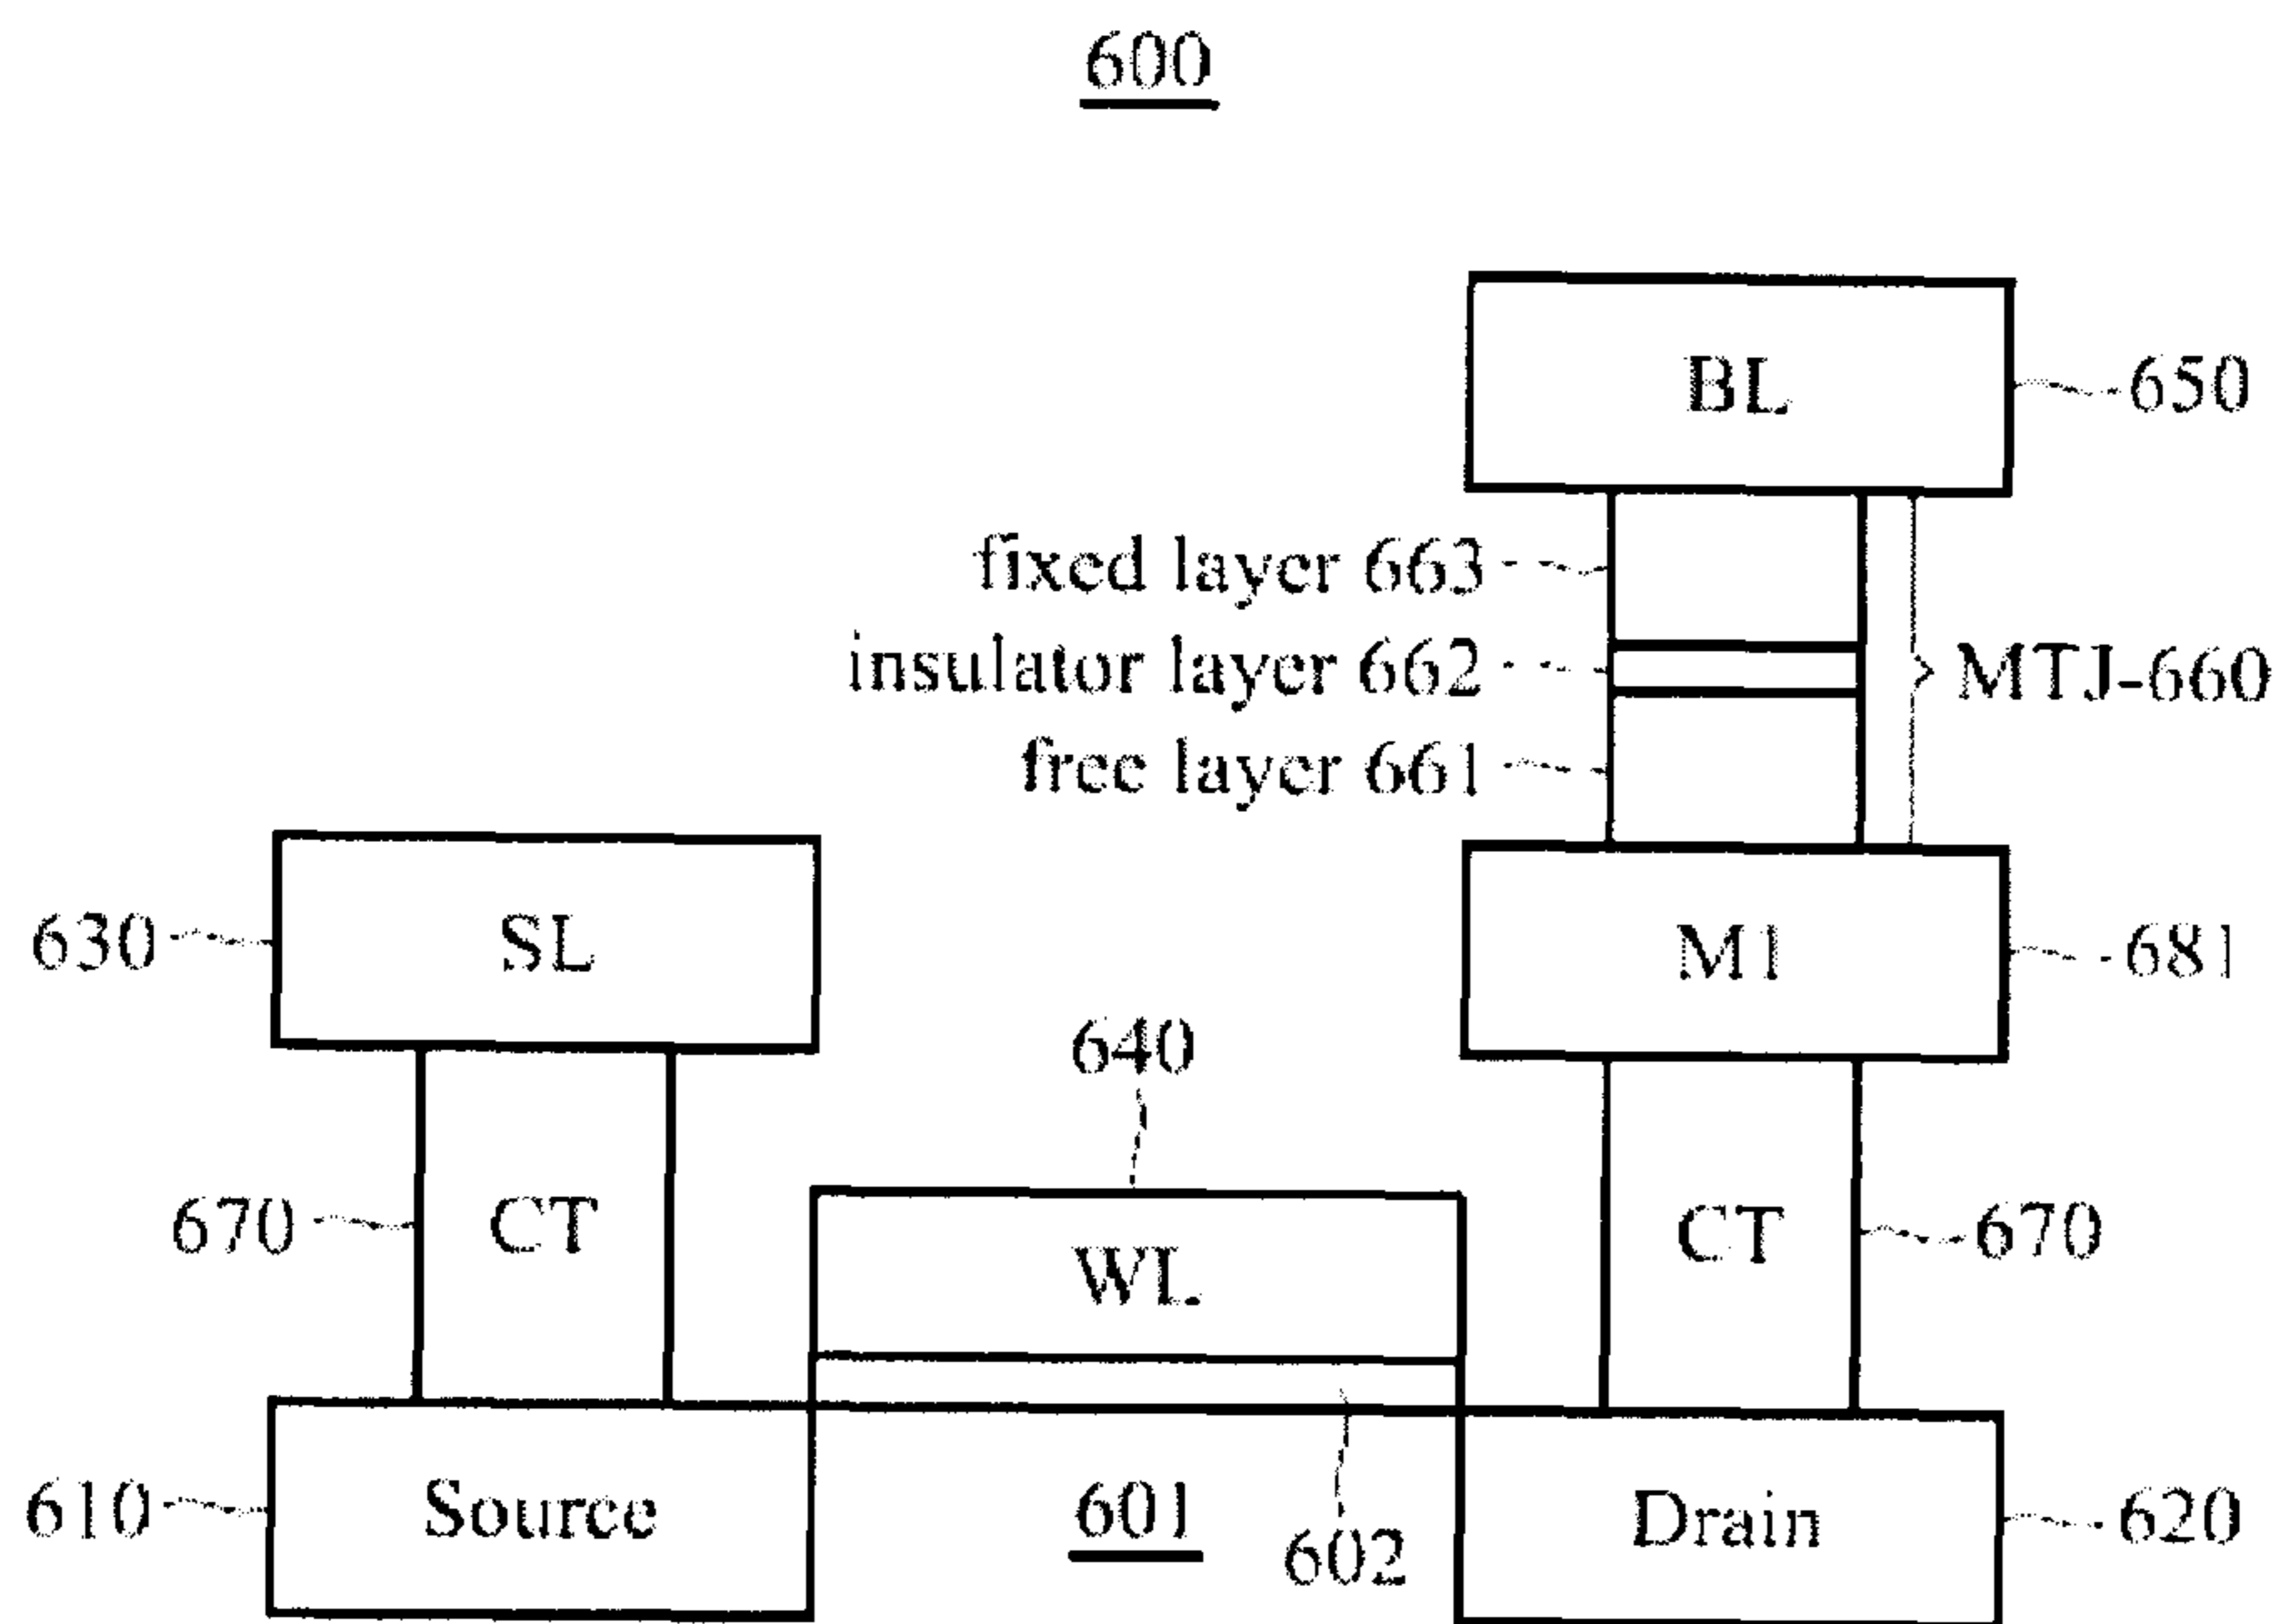 600
BL
650
fixed layer 663
insulator layer 662
MTJ-660
free layer 661
630
SL
M1
681
640
670
CT
CT
670
WL
610
Source
601
602
Drain
620